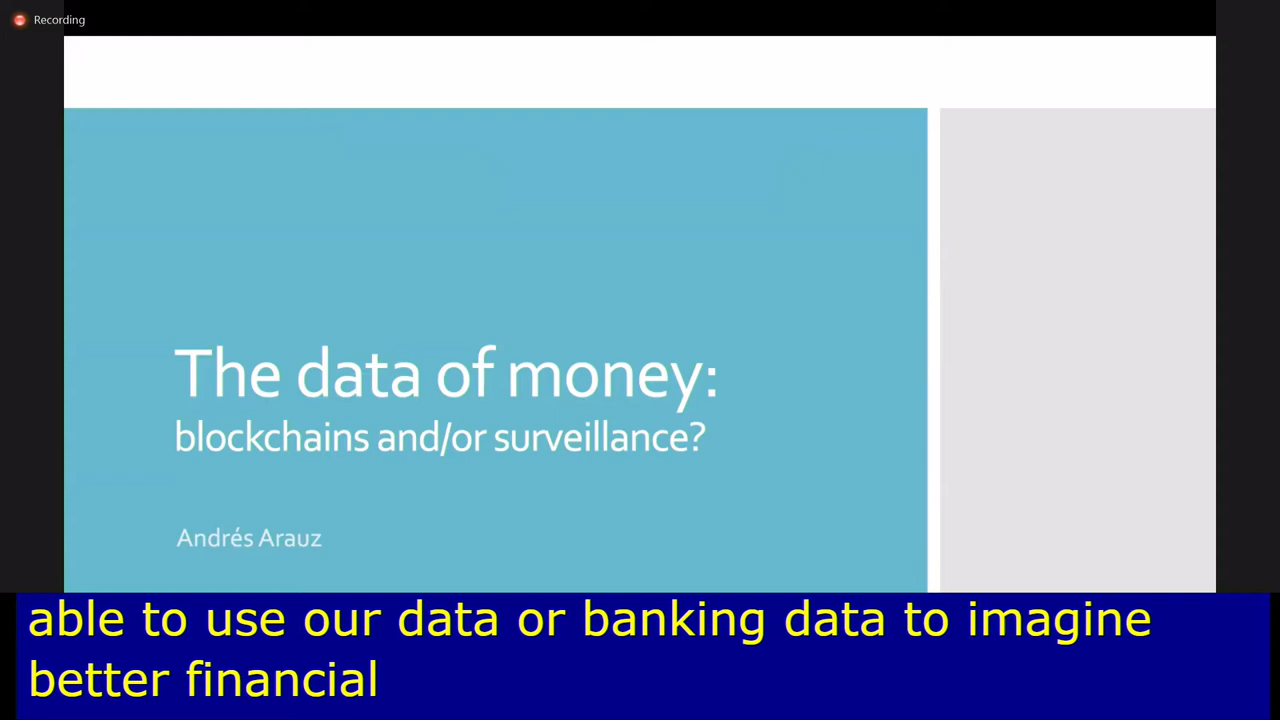 Recording
The data of money:
blockchains and/or surveillance?
Andrés Arauz
able to use our data or banking data to imagine
better financial